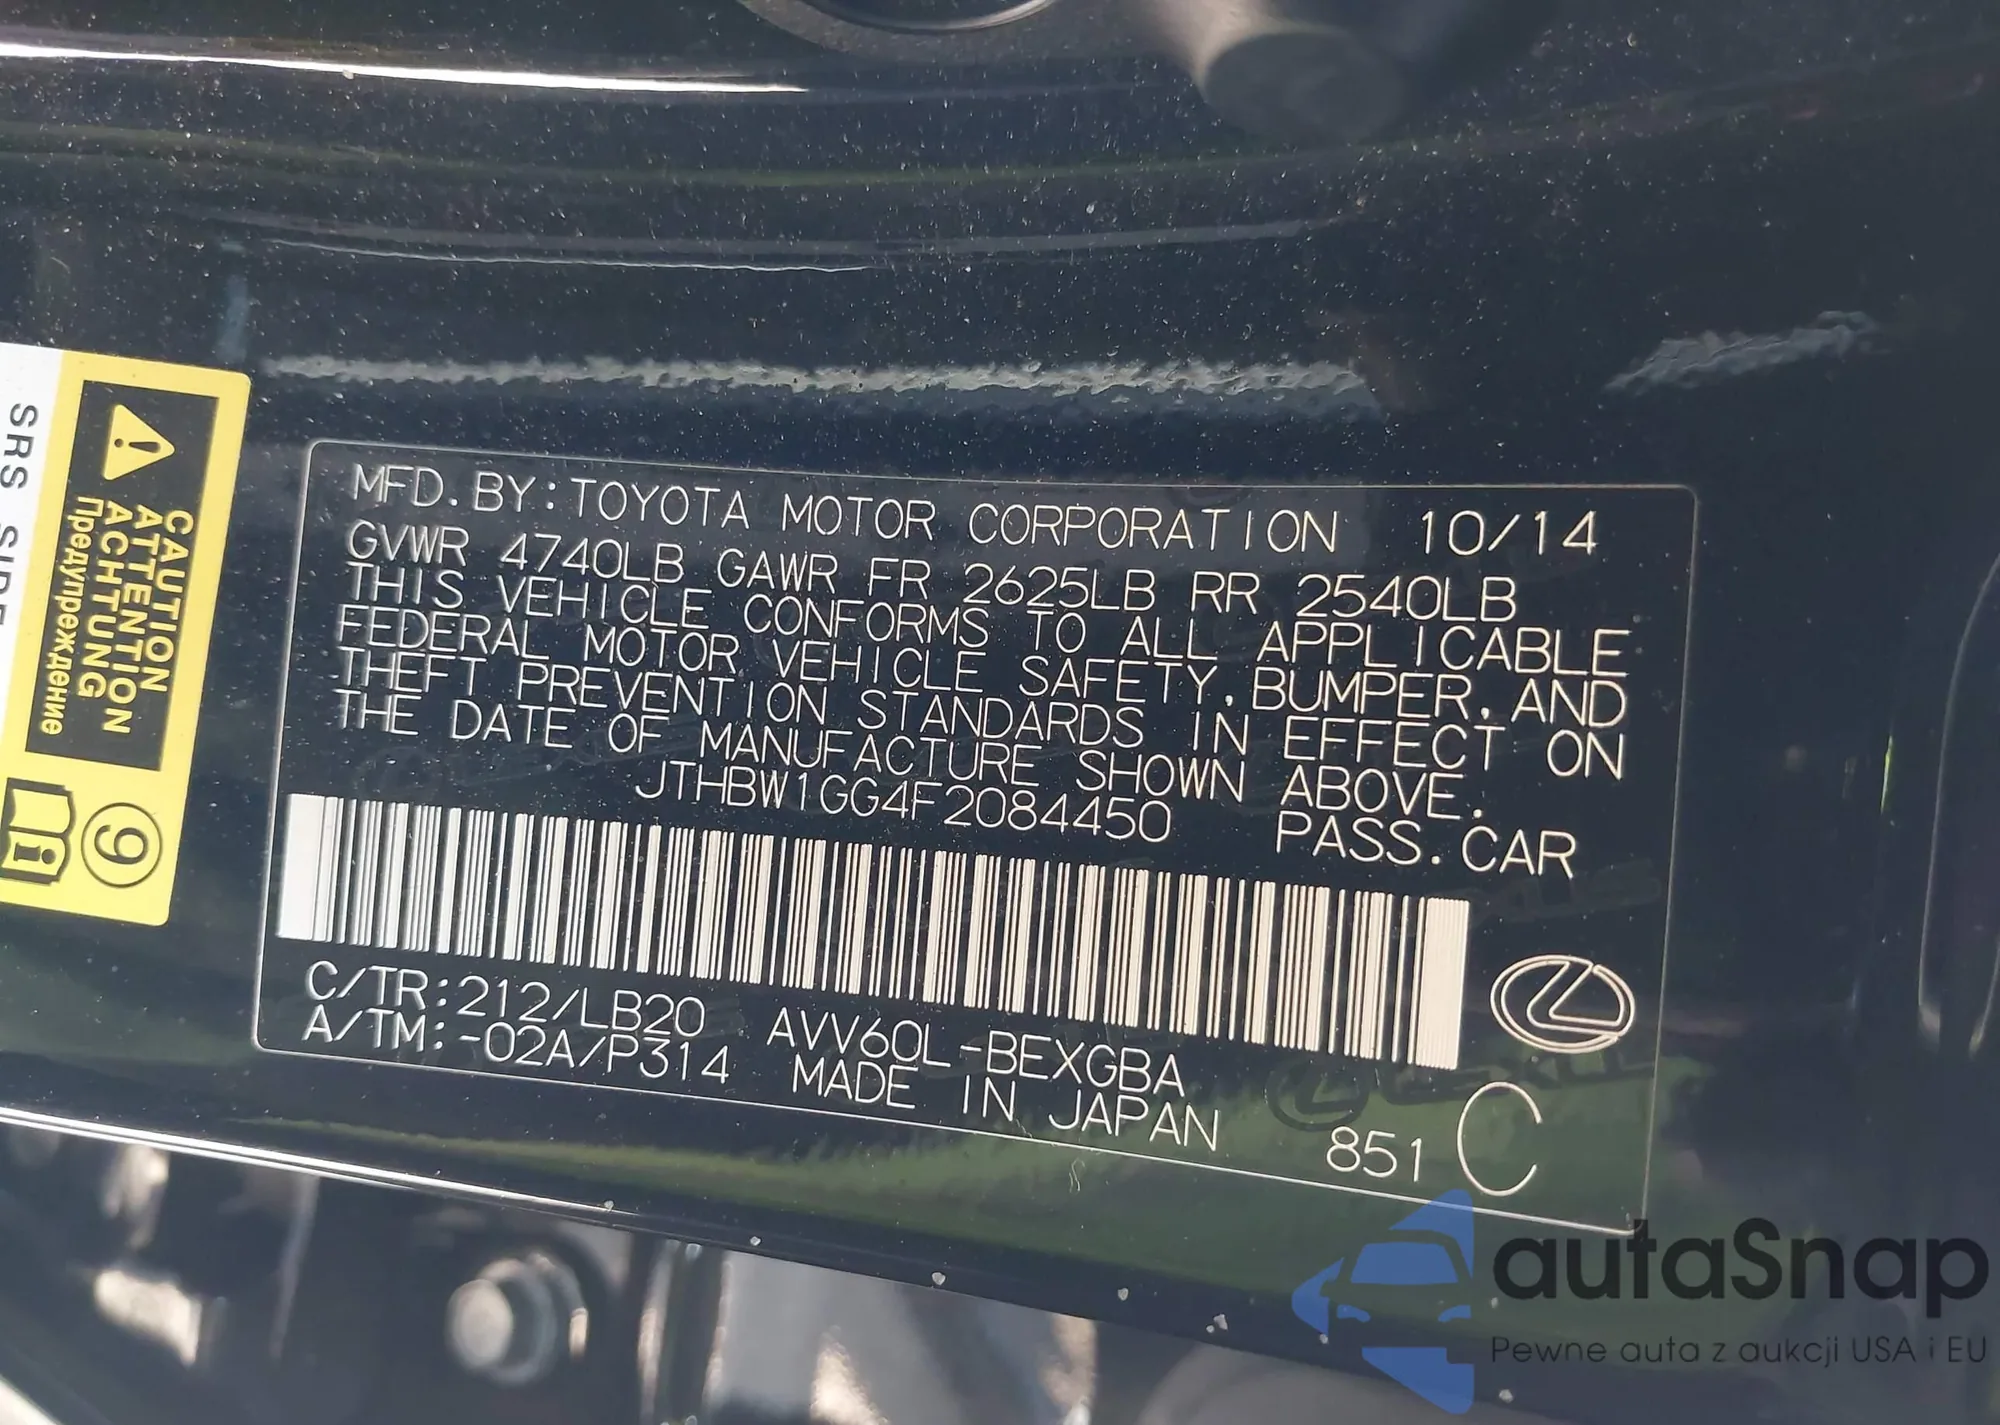 MFD. BY: TOYOTA MOTOR CORPORATION 10/14
GVWR 4740LB GAWR FR 2625LB RR 2540LB
THIS VEHICLE CONFORMS TO ALL APPLICABLE
FEDERAL MOTOR VEHICLE SAFETY, BUMPER, AND
THEFT PREVENTION STANDARDS IN EFFECT ON
THE DATE OF MANUFACTURE SHOWN ABOVE.
JTHBW1GG4F2084450 PASS. CAR
C/TR: 212/LB20 AVV60L-BEXGBA
A/TM: -02A/P314 MADE IN JAPAN
851 C
CAUTION
ATTENTION
ACHTUNG
Предупреждение
9
SRS SIDE
autaSnap
Pewne auta z aukcji USA i EU